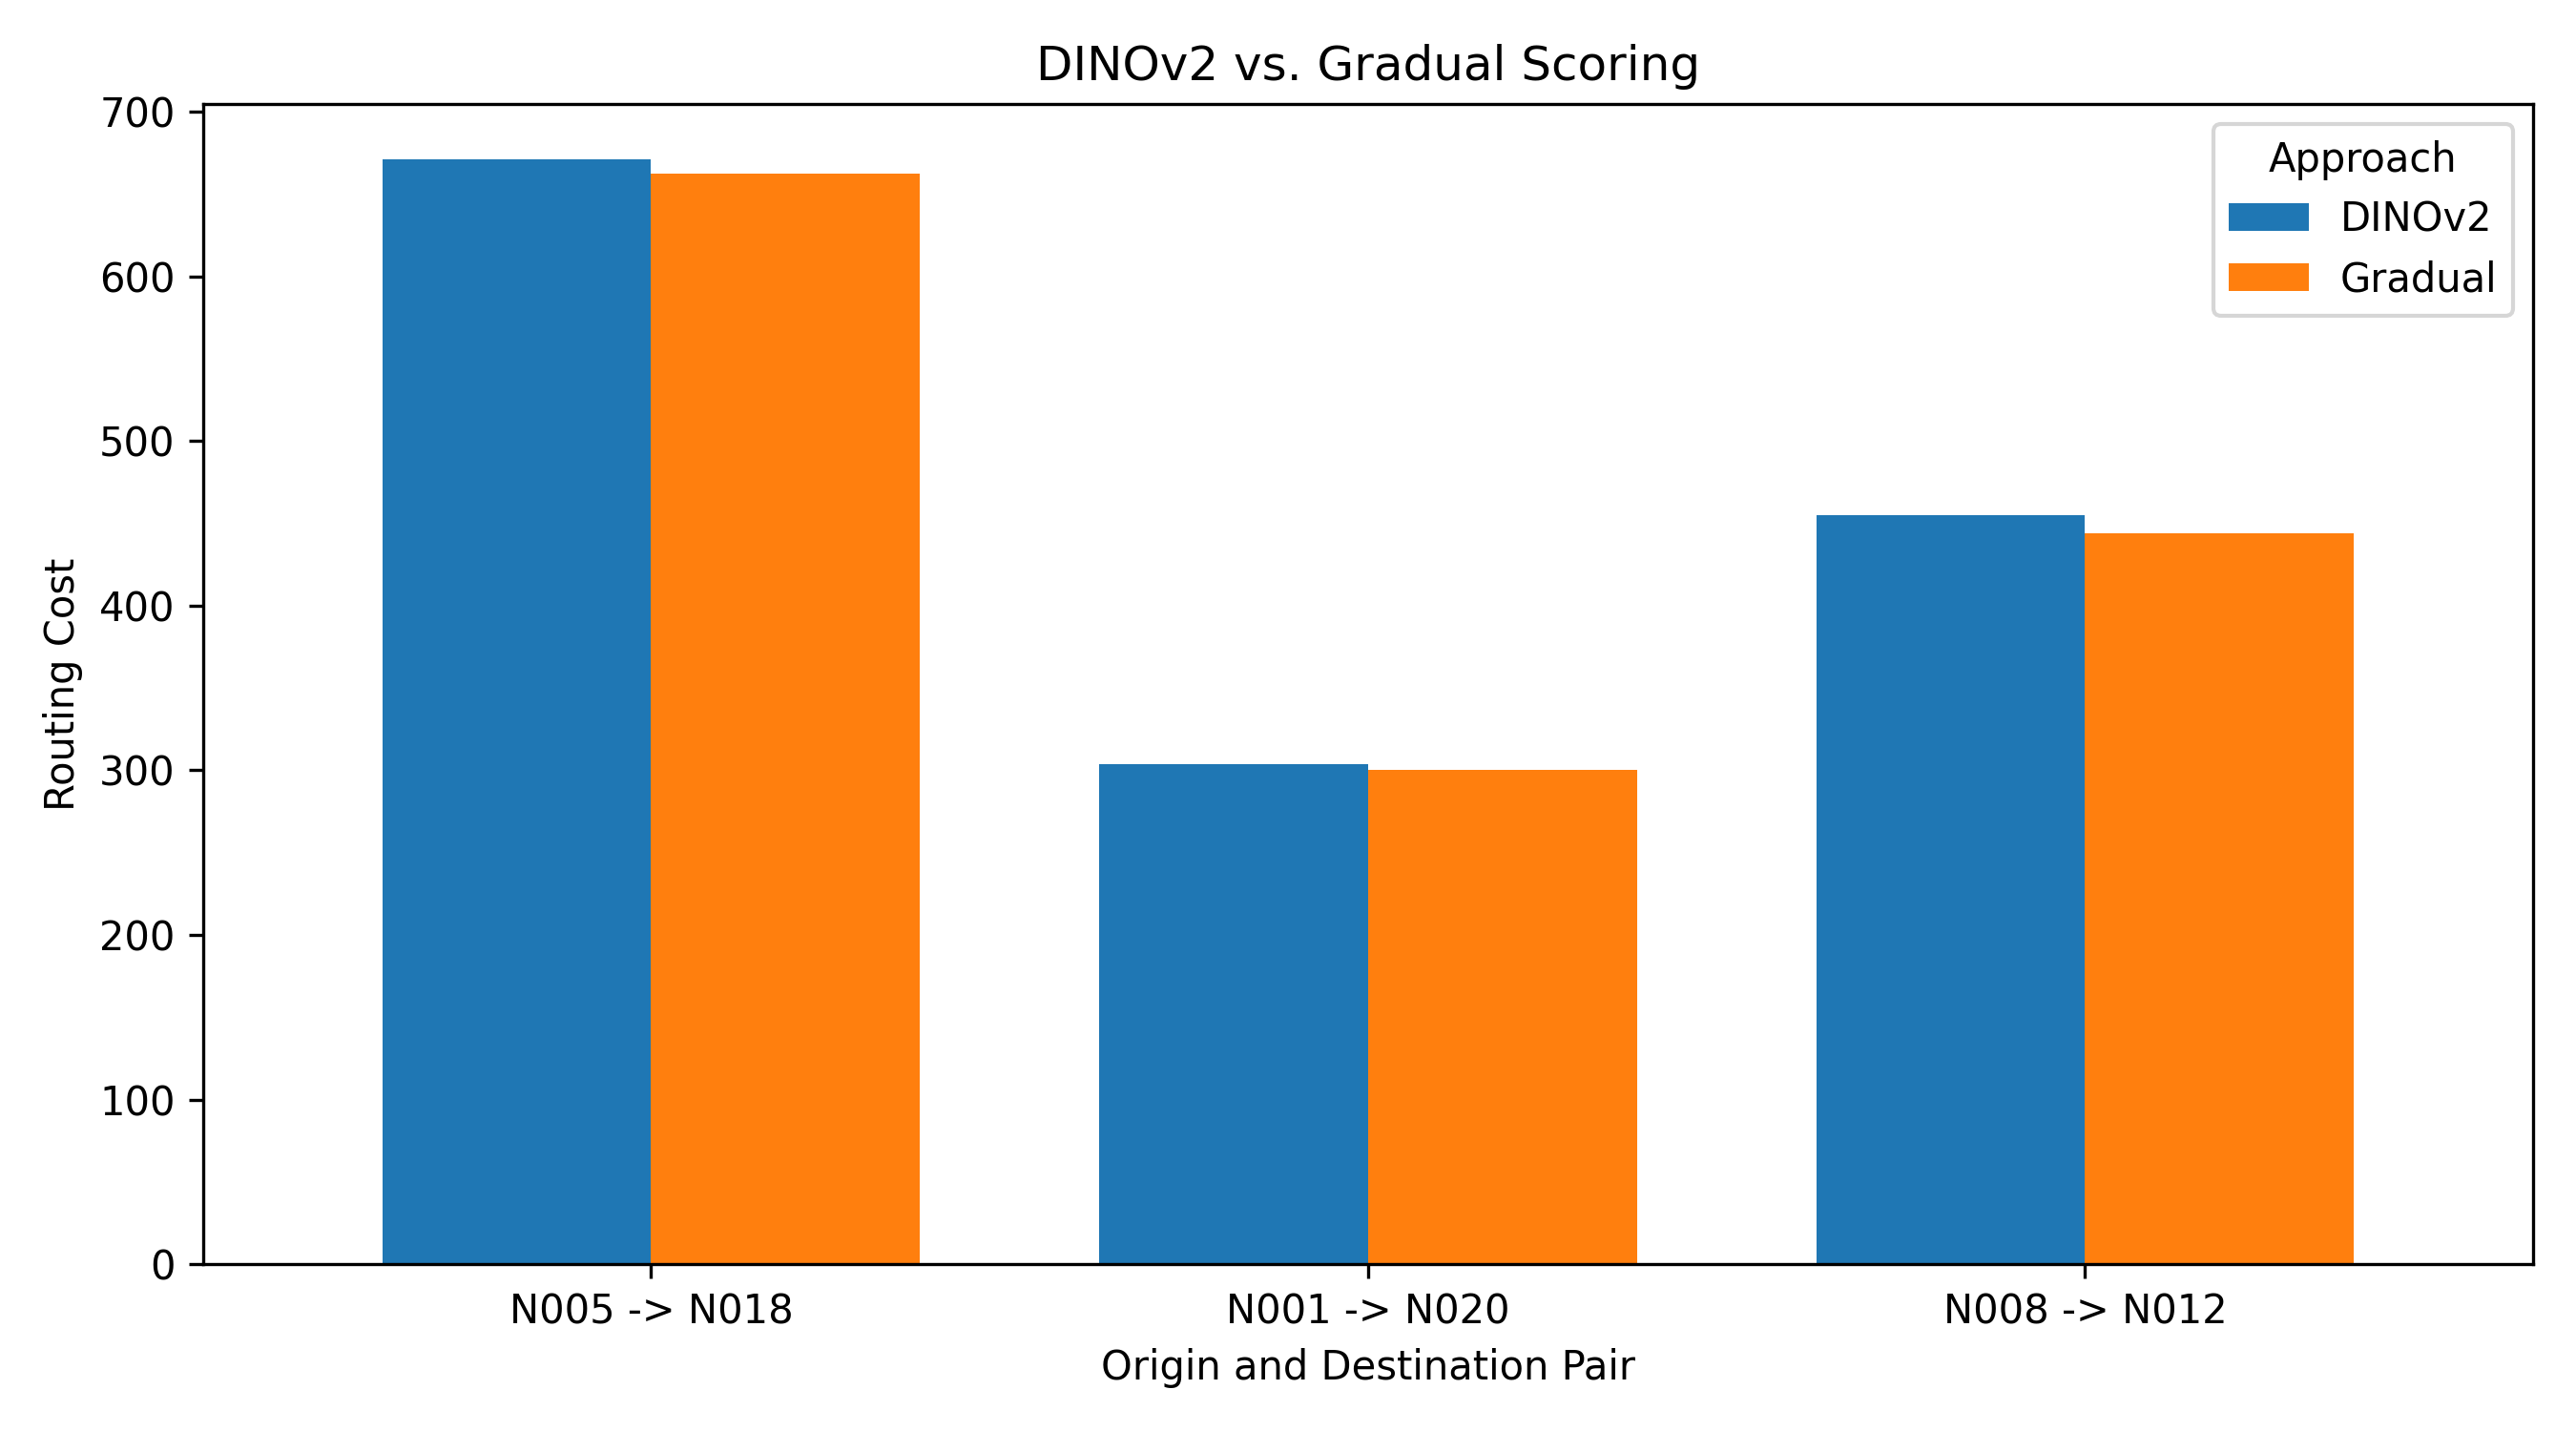 DINOv2 vs. Gradual Scoring
700
600
500
400
300
200
100
0
Routing Cost
Approach
DINOv2
Gradual
N005 -> N018
N001 -> N020
N008 -> N012
Origin and Destination Pair